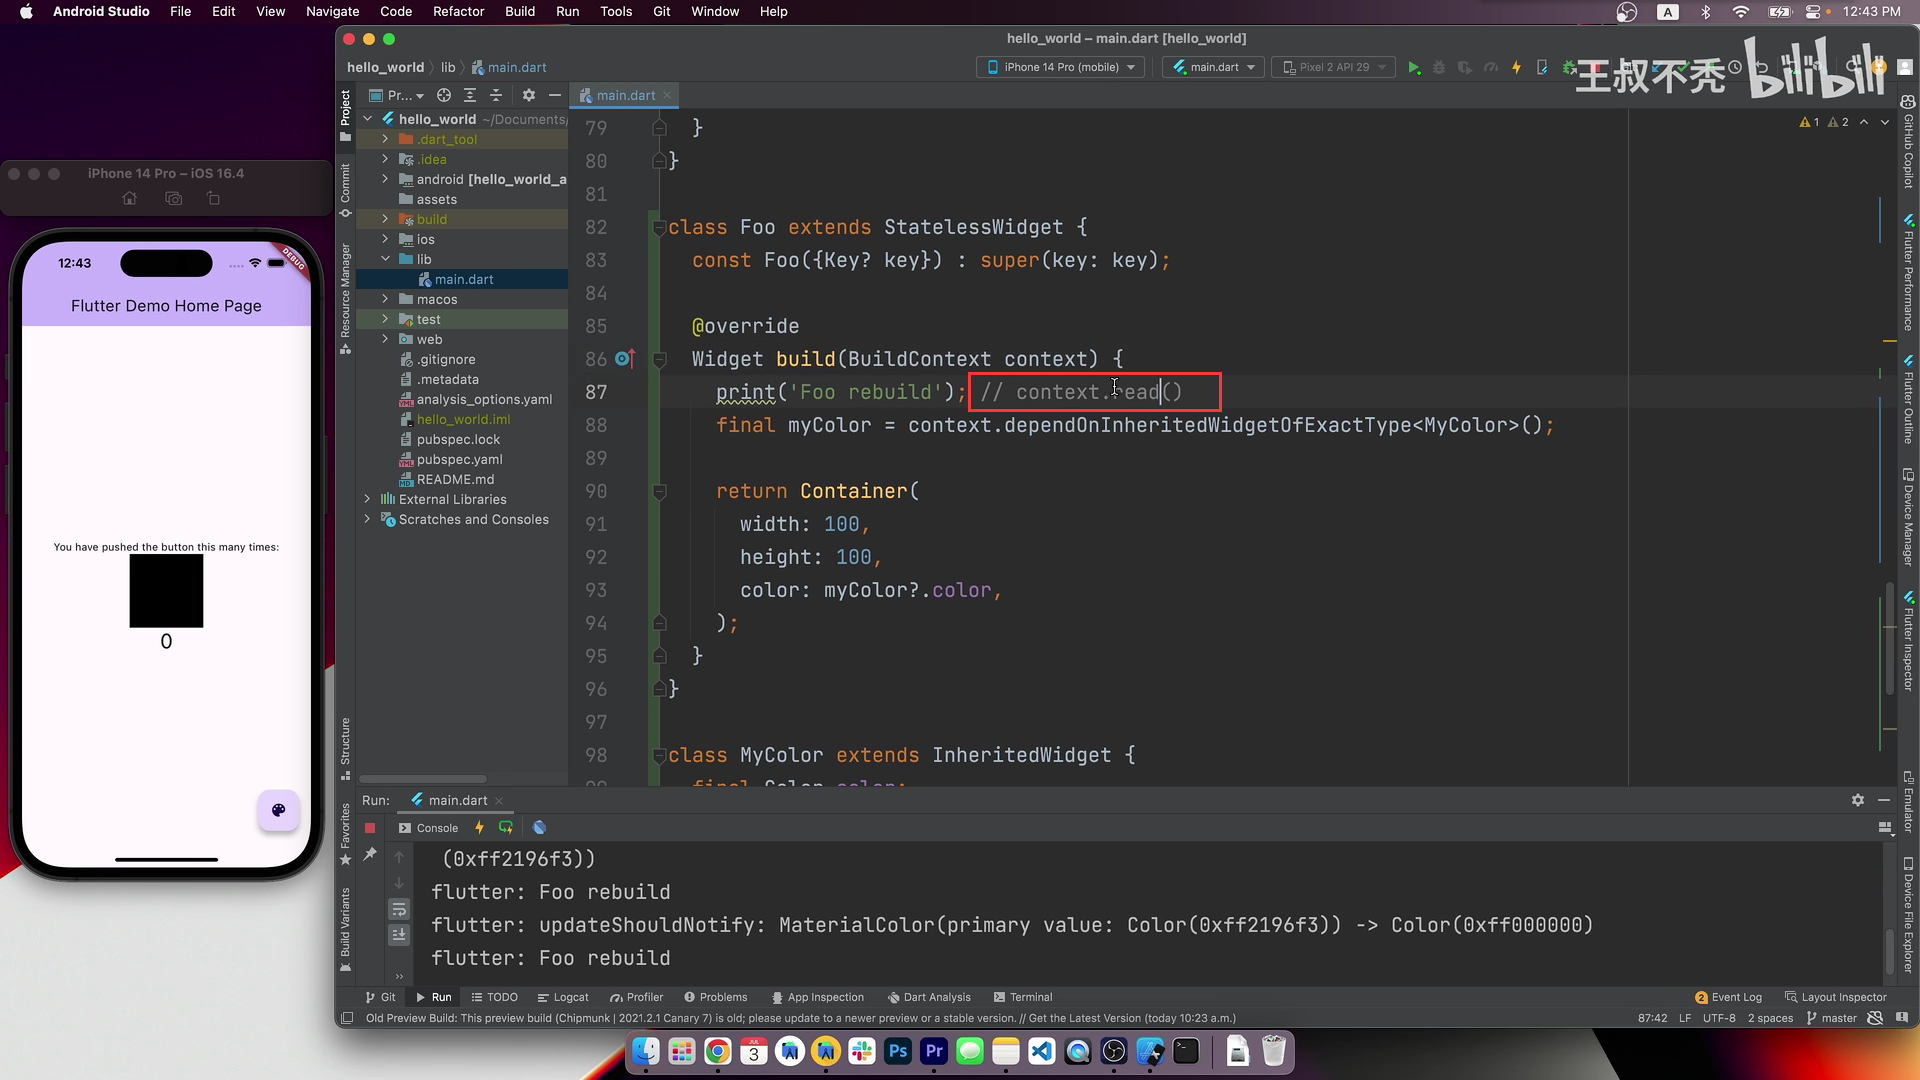 Android Studio File Edit View Navigate Code Refactor Build Run Tools Git Window Help
A 12:43 PM
hello_world – main.dart [hello_world]
hello_world lib main.dart
iPhone 14 Pro (mobile) main.dart Pixel 2 API 29
王叔不秃 bilibili
Pr... main.dart
Project
Commit
Resource Manager
Structure
Favorites
Build Variants
hello_world ~/Documents/
.dart_tool
.idea
android [hello_world_a
assets
build
ios
lib
main.dart
macos
test
web
.gitignore
.metadata
analysis_options.yaml
hello_world.iml
pubspec.lock
pubspec.yaml
README.md
External Libraries
Scratches and Consoles
iPhone 14 Pro – iOS 16.4
12:43
DEBUG
Flutter Demo Home Page
You have pushed the button this many times:
0
1 2
79 }
80 }
81
82 class Foo extends StatelessWidget {
83 const Foo({Key? key}) : super(key: key);
84
85 @override
86 Widget build(BuildContext context) {
87 print('Foo rebuild'); // context.read()
88 final myColor = context.dependOnInheritedWidgetOfExactType<MyColor>();
89
90 return Container(
91 width: 100,
92 height: 100,
93 color: myColor?.color,
94 );
95 }
96 }
97
98 class MyColor extends InheritedWidget {
GitHub Copilot
Flutter Performance
Flutter Outline
Device Manager
Flutter Inspector
Emulator
Device File Explorer
Run: main.dart
Console
(0xff2196f3))
flutter: Foo rebuild
flutter: updateShouldNotify: MaterialColor(primary value: Color(0xff2196f3)) -> Color(0xff000000)
flutter: Foo rebuild
Git Run TODO Logcat Profiler Problems App Inspection Dart Analysis Terminal
2 Event Log Layout Inspector
Old Preview Build: This preview build (Chipmunk | 2021.2.1 Canary 7) is old; please update to a newer preview or a stable version. // Get the Latest Version (today 10:23 a.m.)
87:42 LF UTF-8 2 spaces master
JUL
3
Ps
Pr